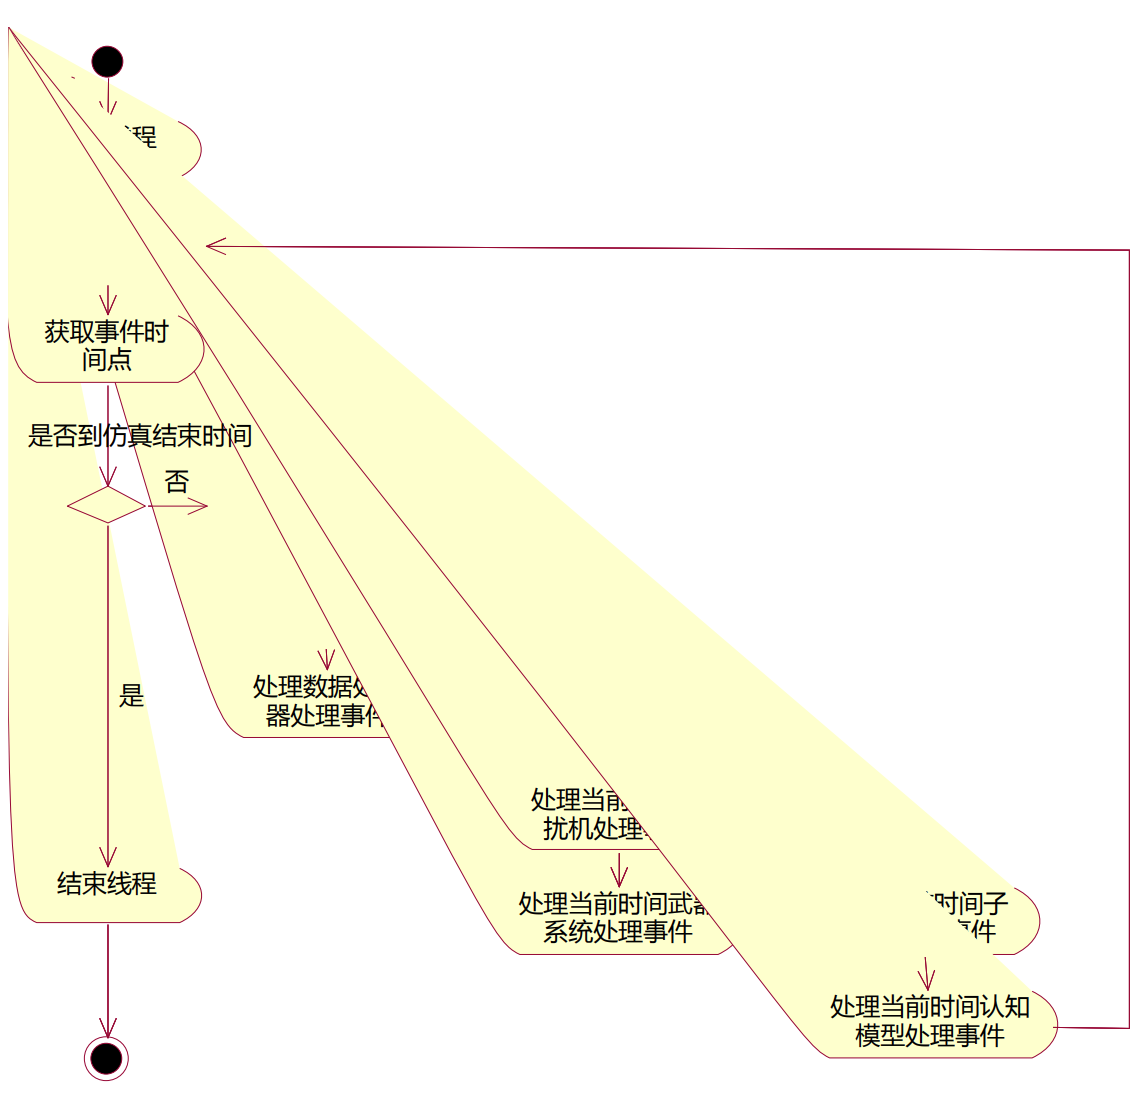 程
获取事件时
间点
是否到仿真结束时间
否
处理数据处
器处理事件
是
处理当前
扰机处理
结束线程
处理当前时间武器
系统处理事件
时间子
事件
处理当前时间认知
模型处理事件